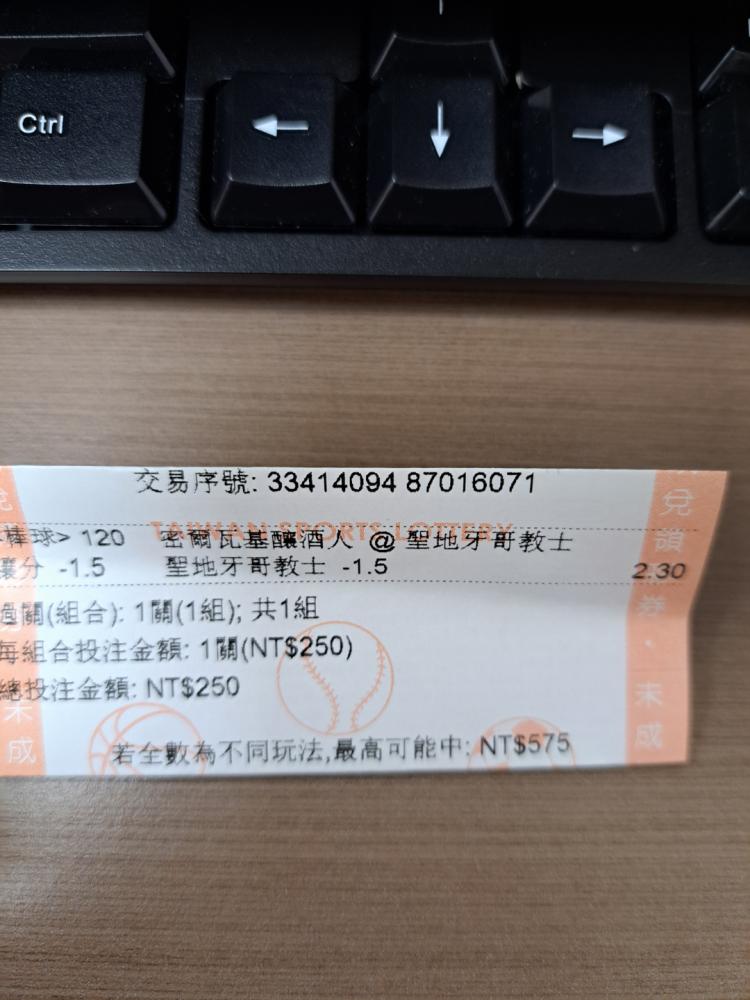 Ctrl
← ↓ →
交易序號: 33414094 87016071
TAIWAN SPORTS LOTTERY
棒球> 120 密爾瓦基釀酒人 @ 聖地牙哥教士
讓分 -1.5 聖地牙哥教士 -1.5 2.30
過關(組合): 1關(1組); 共1組
每組合投注金額: 1關(NT$250)
總投注金額: NT$250
若全數為不同玩法,最高可能中: NT$575
兌
領
券
・
未
成
未
成